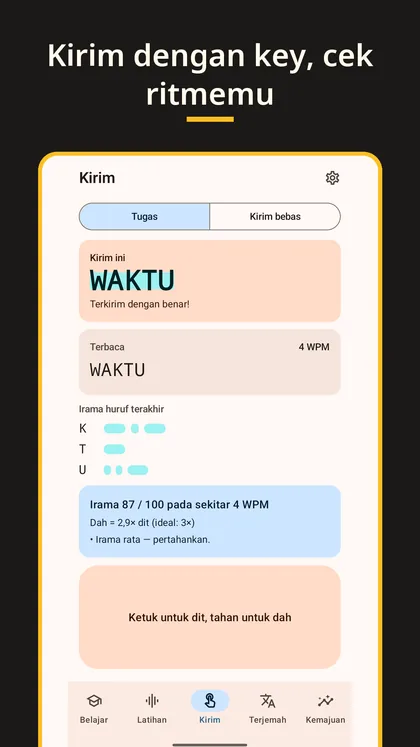 Kirim dengan key, cek
ritmemu
Kirim
Tugas
Kirim bebas
Kirim ini
WAKTU
Terkirim dengan benar!
Terbaca
4 WPM
WAKTU
Irama huruf terakhir
K
T
U
Irama 87 / 100 pada sekitar 4 WPM
Dah = 2,9× dit (ideal: 3×)
• Irama rata — pertahankan.
Ketuk untuk dit, tahan untuk dah
Belajar
Latihan
Kirim
Terjemah
Kemajuan